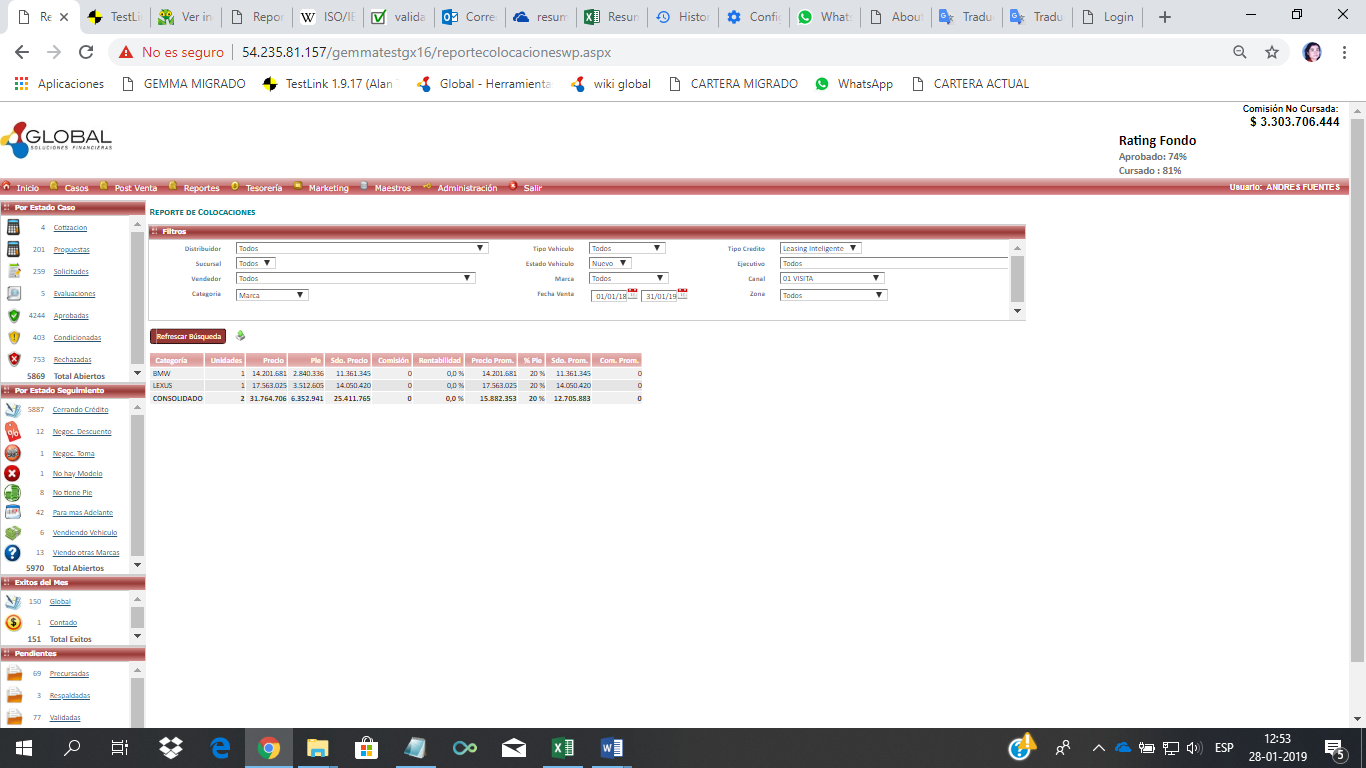 Re
TestLi
Ver in
Repor
ISO/IE
valida
Corre
resum
Resun
Histor
Config
Whats
About
Tradu
Tradu
Login
No es seguro 54.235.81.157/gemmatestgx16/reportecolocacioneswp.aspx
Aplicaciones GEMMA MIGRADO TestLink 1.9.17 (Alan Global - Herramienta: wiki global CARTERA MIGRADO WhatsApp CARTERA ACTUAL
Comisión No Cursada:
$ 3.303.706.444
GLOBAL
SOLUCIONES FINANCIERAS
Rating Fondo
Aprobado: 74%
Cursado : 81%
Inicio Casos Post Venta Reportes Tesorería Marketing Maestros Administración Salir Usuario: ANDRES FUENTES
Por Estado Caso
4 Cotizacion
201 Propuestas
259 Solicitudes
5 Evaluaciones
4244 Aprobadas
403 Condicionadas
753 Rechazadas
5869 Total Abiertos
Por Estado Seguimiento
5887 Cerrando Crédito
12 Negoc. Descuento
1 Negoc. Toma
1 No hay Modelo
8 No tiene Pie
42 Para mas Adelante
6 Vendiendo Vehiculo
13 Viendo otras Marcas
5970 Total Abiertos
Exitos del Mes
150 Global
1 Contado
151 Total Exitos
Pendientes
69 Precursadas
3 Respaldadas
77 Validadas
REPORTE DE COLOCACIONES
Filtros
Distribuidor Todos Tipo Vehiculo Todos Tipo Credito Leasing Inteligente
Sucursal Todos Estado Vehiculo Nuevo Ejecutivo Todos
Vendedor Todos Marca Todos Canal 01 VISITA
Categoria Marca Fecha Venta 01/01/18 31/01/19 Zona Todos
Refrescar Búsqueda
Categoría Unidades Precio Pie Sdo. Precio Comisión Rentabilidad Precio Prom. % Pie Sdo. Prom. Com. Prom.
BMW 1 14.201.681 2.840.336 11.361.345 0 0,0 % 14.201.681 20 % 11.361.345 0
LEXUS 1 17.563.025 3.512.605 14.050.420 0 0,0 % 17.563.025 20 % 14.050.420 0
CONSOLIDADO 2 31.764.706 6.352.941 25.411.765 0 0,0 % 15.882.353 20 % 12.705.883 0
ESP
12:53
28-01-2019
5